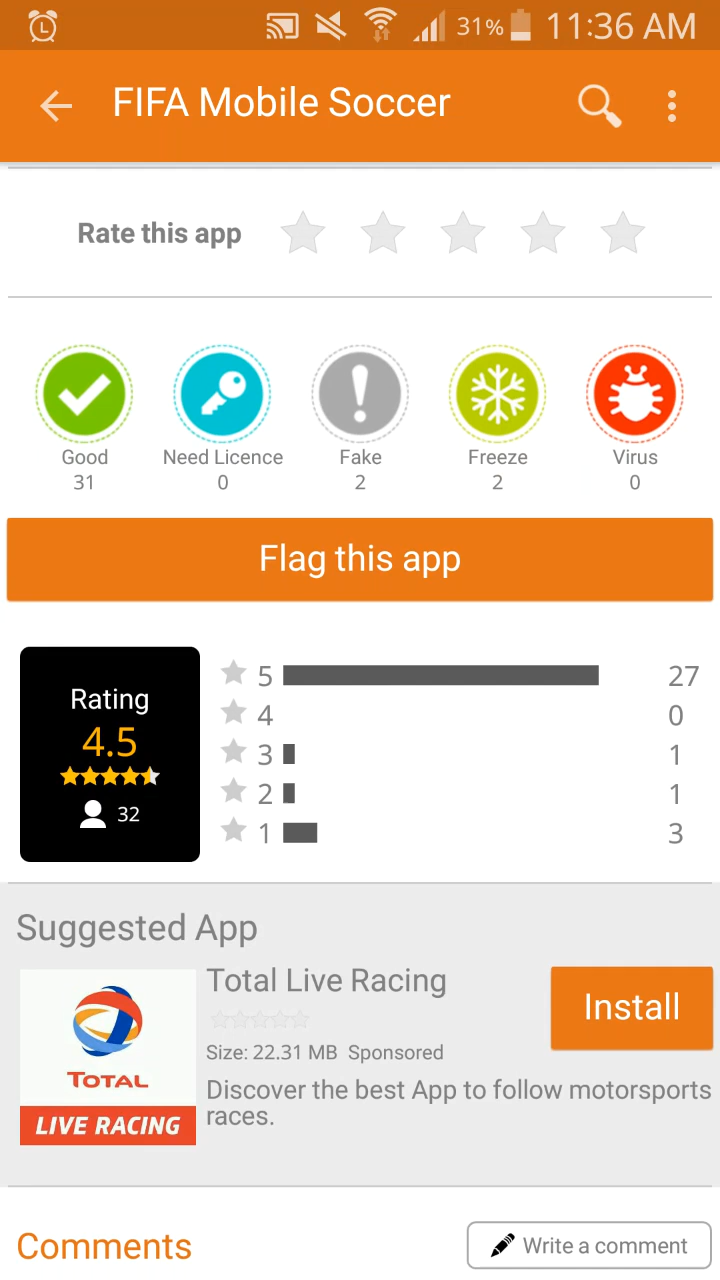 31% 11:36 AM
FIFA Mobile Soccer
Rate this app
Good Need Licence Fake Freeze Virus
31 0 2 2 0
Flag this app
Rating
4.5
32
5 27
4 0
3 1
2 1
1 3
Suggested App
Total Live Racing
Install
Size: 22.31 MB Sponsored
Discover the best App to follow motorsports
races.
TOTAL
LIVE RACING
Comments
Write a comment